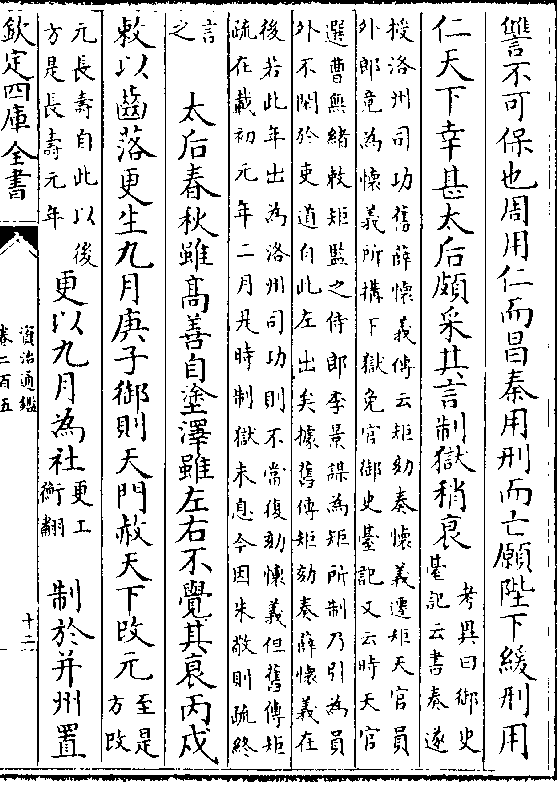 讐不可保也周用仁而昌秦用刑而亡願陛下緩刑用
仁天下幸甚太后頗采其言制獄稍衰
考異曰御史
臺記云書奏遂
授洛州司功舊薛懷義傳云矩劾奏懷義遷矩天官員
外郎竟為懷義所搆下獄免官御史臺記又云時天官
選曹無緒敕矩監之侍郎李景諶為矩所制乃引為員
外不閑於吏道自此左出矣據舊傳矩劾奏薛懷義在
後若此年出為洛州司功則不當復劾懷義但舊傳矩
疏在載初元年二月是時制獄未息今因朱敬則疏終
言
之
太后春秋雖髙善自塗澤雖左右不覺其衰丙戍
敕以齒落更生九月庚子御則天門赦天下改元
至是
方改
元長壽自此以後
方是長壽元年
更以九月為社
更工
衡翻
制於并州置
欽定四庫全書
資治通鑑
卷二百五
十二